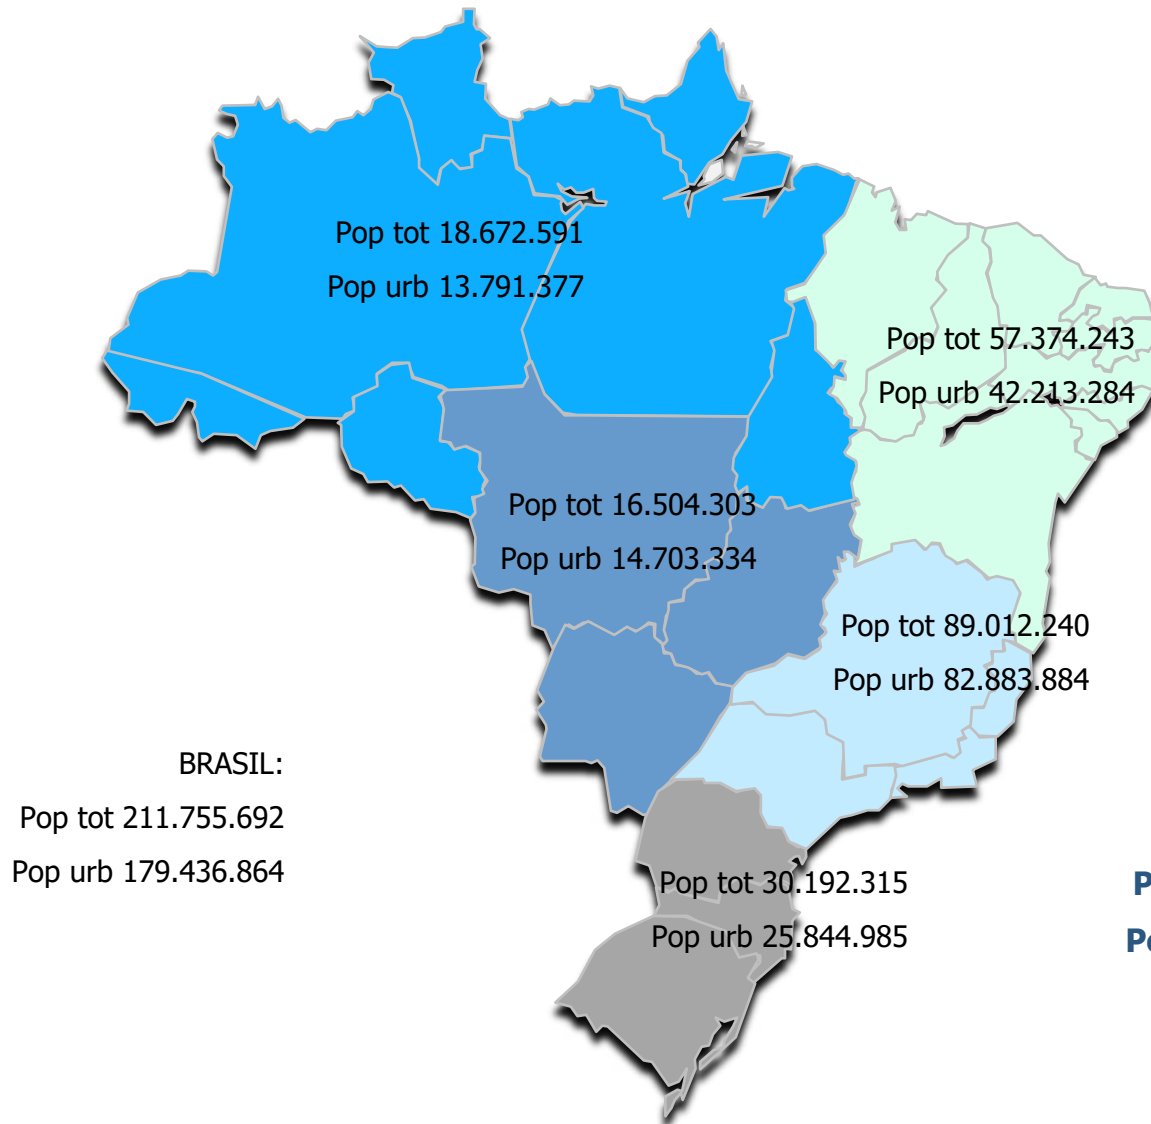 Pop tot 18.672.591
Pop urb 13.791.377
Pop tot 57.374.243
Pop urb 42.213.284
Pop tot 16.504.303
Pop urb 14.703.334
Pop tot 89.012.240
Pop urb 82.883.884
BRASIL:
Pop tot 211.755.692
Pop urb 179.436.864
Pop tot 30.192.315
Pop urb 25.844.985